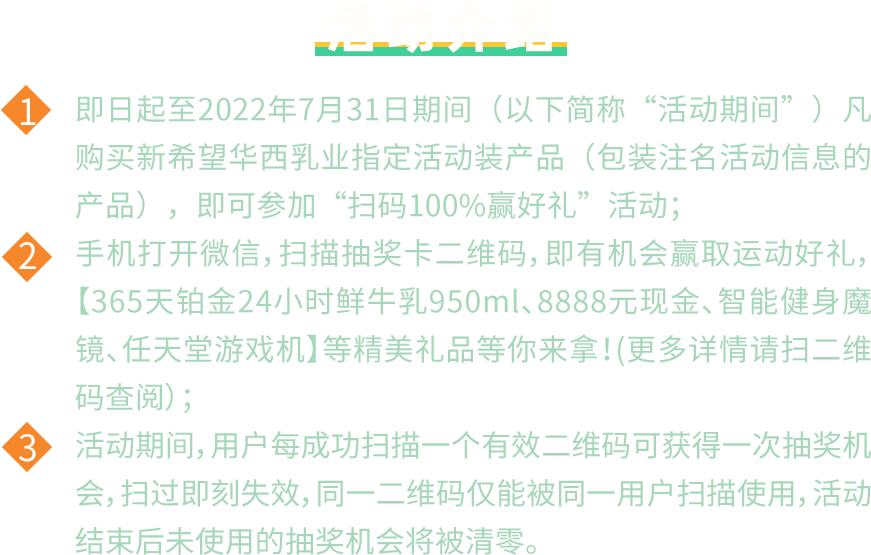 活动介绍
1 即日起至2022年7月31日期间（以下简称“活动期间”）凡
购买新希望华西乳业指定活动装产品（包装注名活动信息的
产品），即可参加“扫码100%赢好礼”活动；
2 手机打开微信，扫描抽奖卡二维码，即有机会赢取运动好礼，
【365天铂金24小时鲜牛乳950ml、8888元现金、智能健身魔
镜、任天堂游戏机】等精美礼品等你来拿！(更多详情请扫二维
码查阅）；
3 活动期间，用户每成功扫描一个有效二维码可获得一次抽奖机
会，扫过即刻失效，同一二维码仅能被同一用户扫描使用，活动
结束后未使用的抽奖机会将被清零。